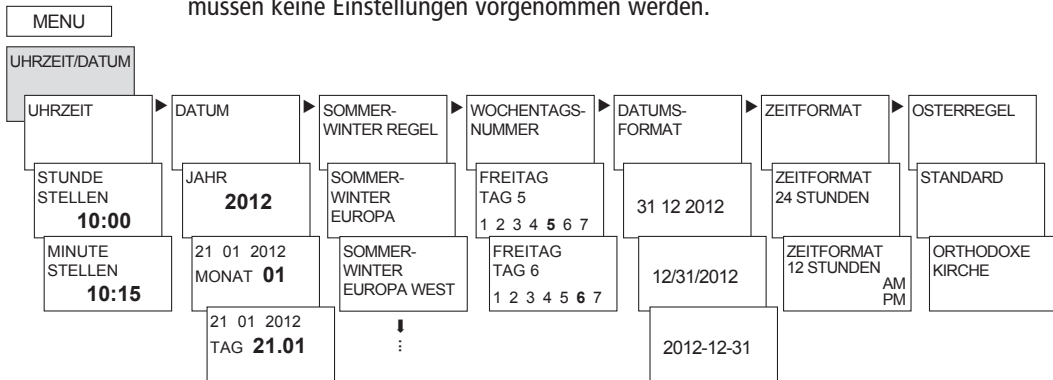 müssen keine Einstellungen vorgenommen werden.
MENU
UHRZEIT/DATUM
UHRZEIT
STUNDE
STELLEN
10:00
MINUTE
STELLEN
10:15
DATUM
JAHR
2012
21 01 2012
MONAT 01
21 01 2012
TAG 21.01
SOMMER-
WINTER REGEL
SOMMER-
WINTER
EUROPA
SOMMER-
WINTER
EUROPA WEST
WOCHENTAGS-
NUMMER
FREITAG
TAG 5
1 2 3 4 5 6 7
FREITAG
TAG 6
1 2 3 4 5 6 7
DATUMS-
FORMAT
31 12 2012
12/31/2012
2012-12-31
ZEITFORMAT
ZEITFORMAT
24 STUNDEN
ZEITFORMAT
12 STUNDEN
AM
PM
OSTERREGEL
STANDARD
ORTHODOXE
KIRCHE